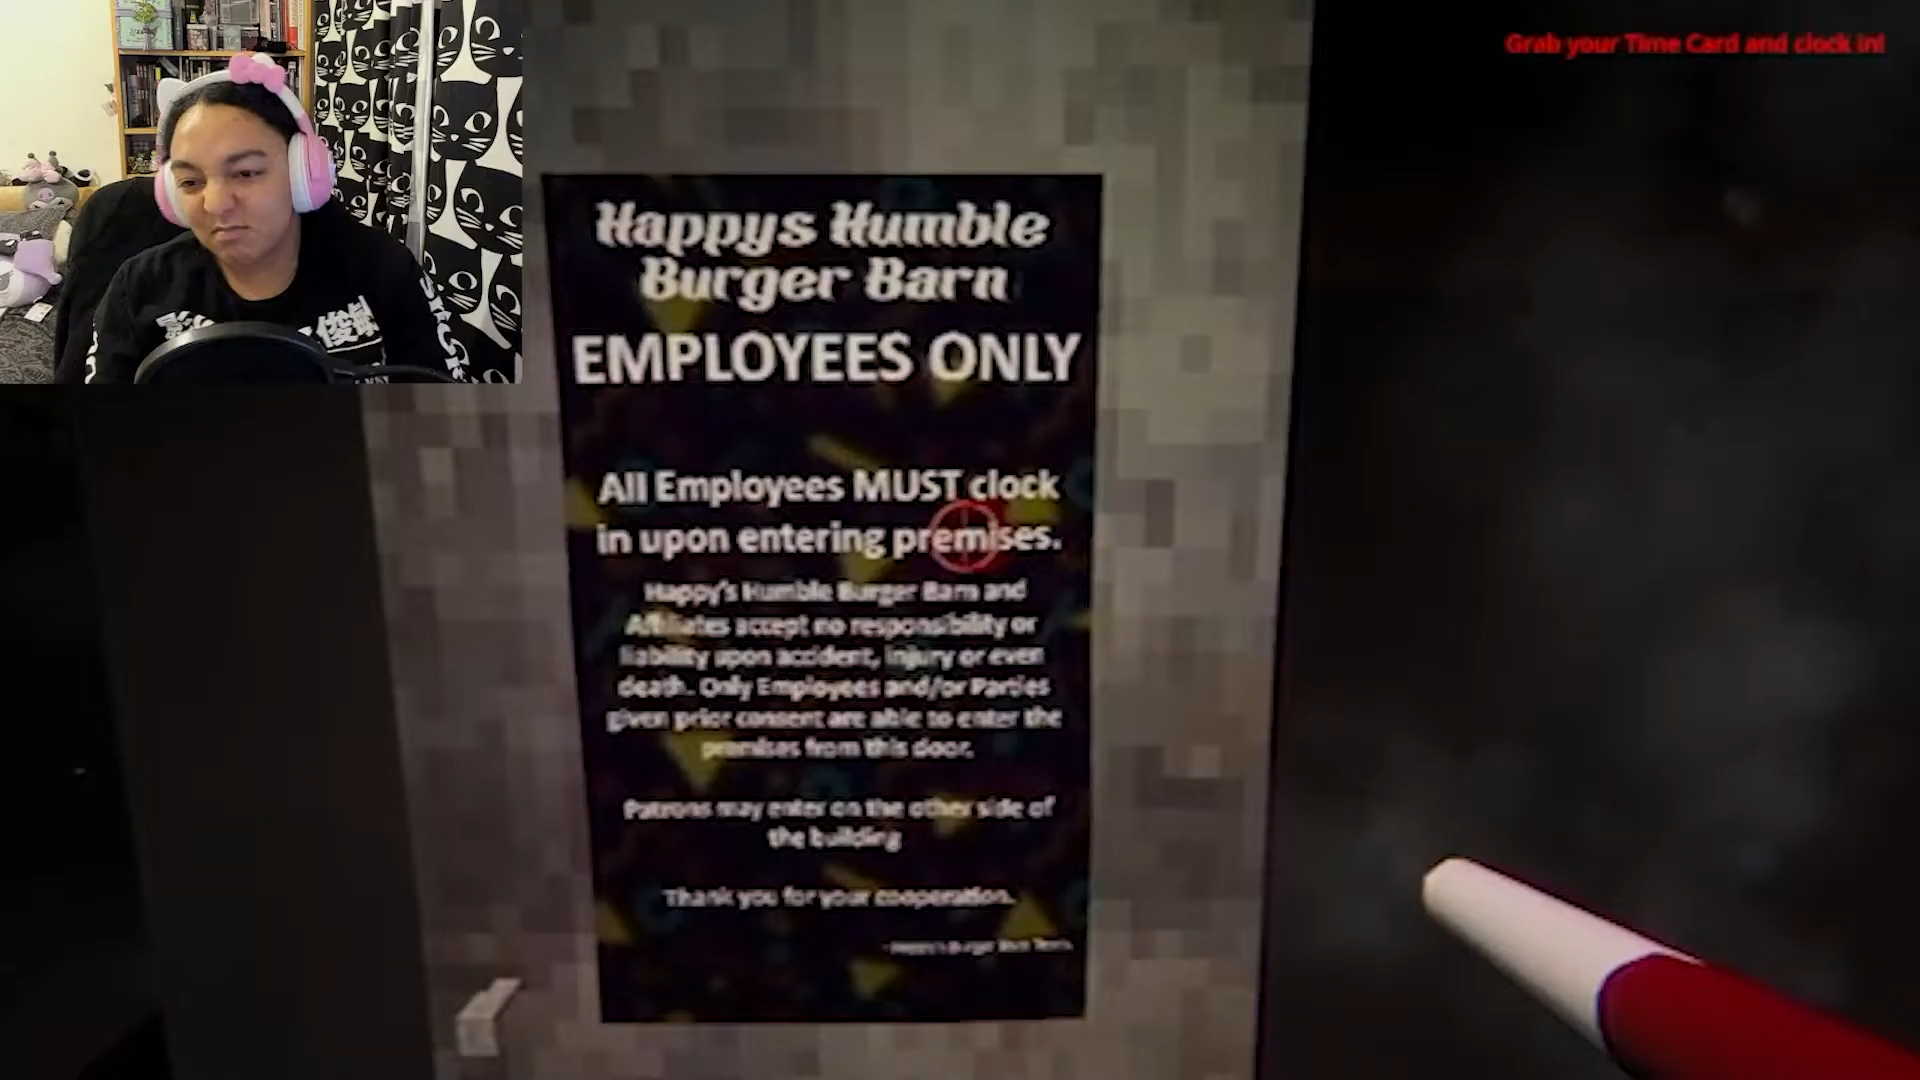 Grab your Time Card and clock in!
Happys Humble
Burger Barn
EMPLOYEES ONLY
All Employees MUST clock
in upon entering premises.
Happy's Humble Burger Barn and
Affiliates accept no responsibility or
liability upon accident, injury or even
death. Only Employees and/or Parties
given prior consent are able to enter the
premises from this door.
Patrons may enter on the other side of
the building
Thank you for your cooperation.